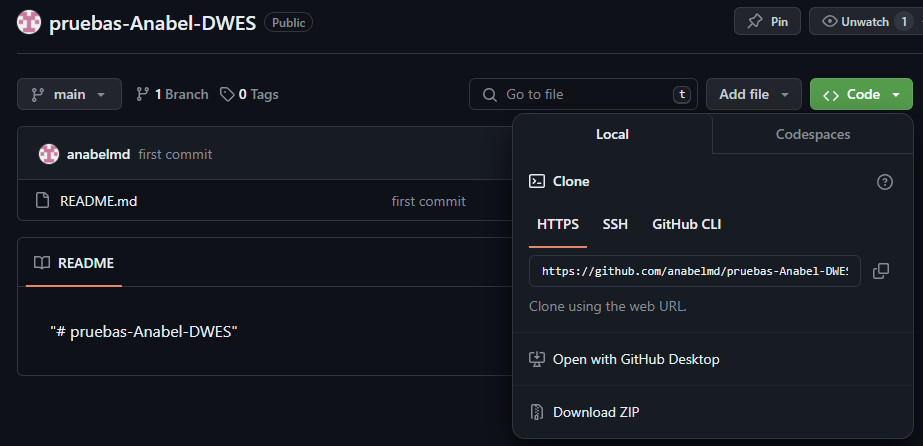 pruebas-Anabel-DWES Public Pin Unwatch 1
main 1 Branch 0 Tags Go to file t Add file Code
anabelmd first commit
README.md first commit
README
"# pruebas-Anabel-DWES"
Local Codespaces
Clone
HTTPS SSH GitHub CLI
https://github.com/anabelmd/pruebas-Anabel-DWES
Clone using the web URL.
Open with GitHub Desktop
Download ZIP